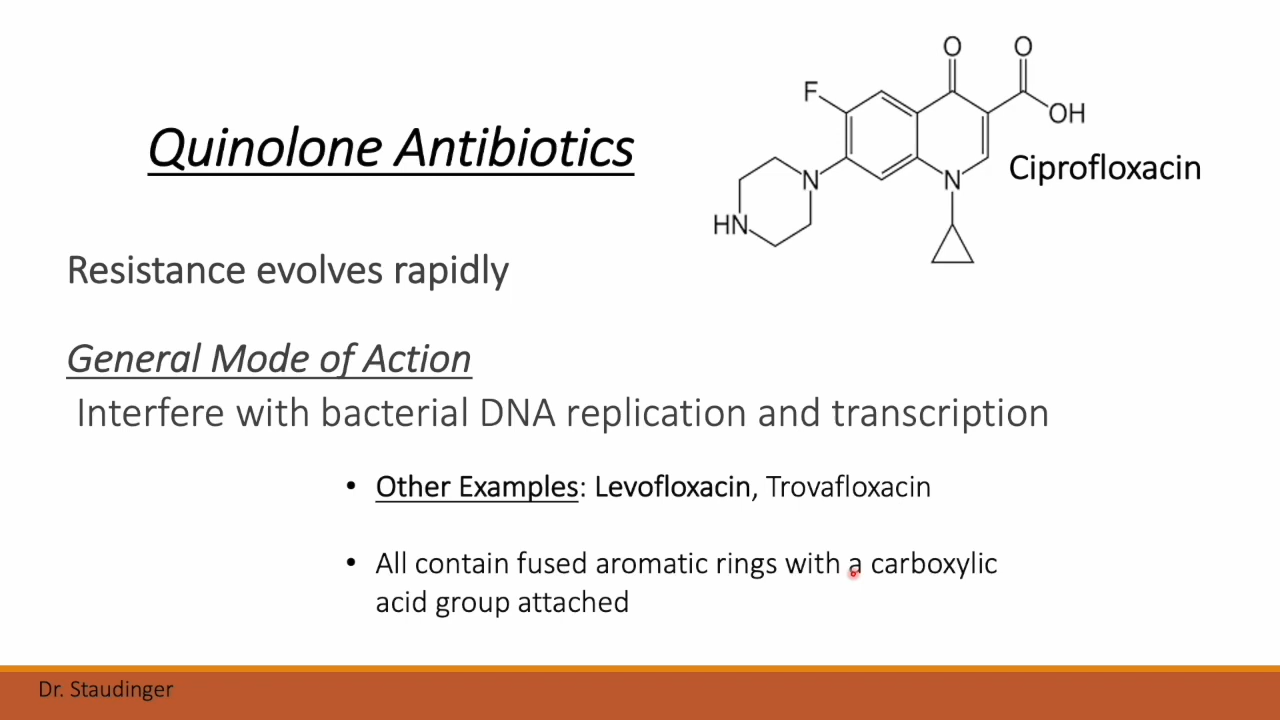 Quinolone Antibiotics
O
O
F
OH
N
N
HN
Ciprofloxacin
Resistance evolves rapidly
General Mode of Action
Interfere with bacterial DNA replication and transcription
• Other Examples: Levofloxacin, Trovafloxacin
• All contain fused aromatic rings with a carboxylic
acid group attached
Dr. Staudinger